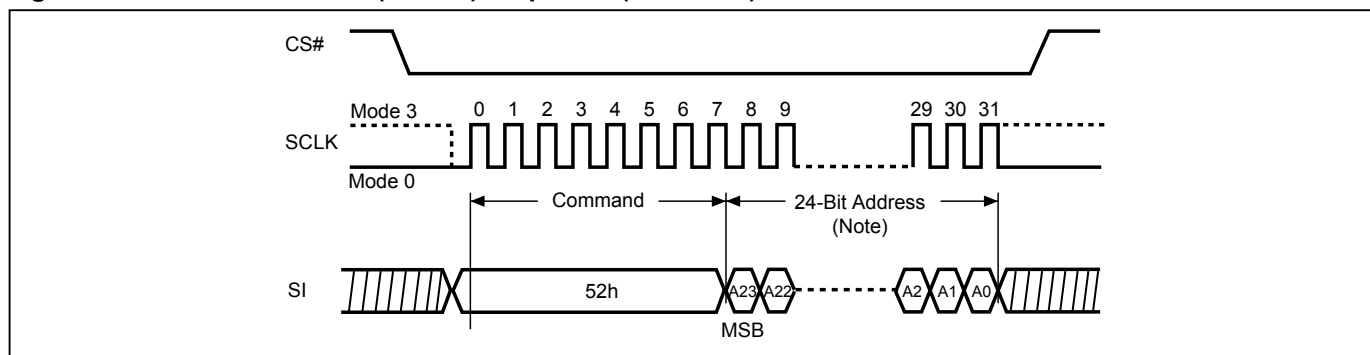 CS#
Mode 3
0 1 2 3 4 5 6 7 8 9 29 30 31
SCLK
Mode 0
Command
24-Bit Address
(Note)
SI
52h
A23 A22 A2 A1 A0
MSB